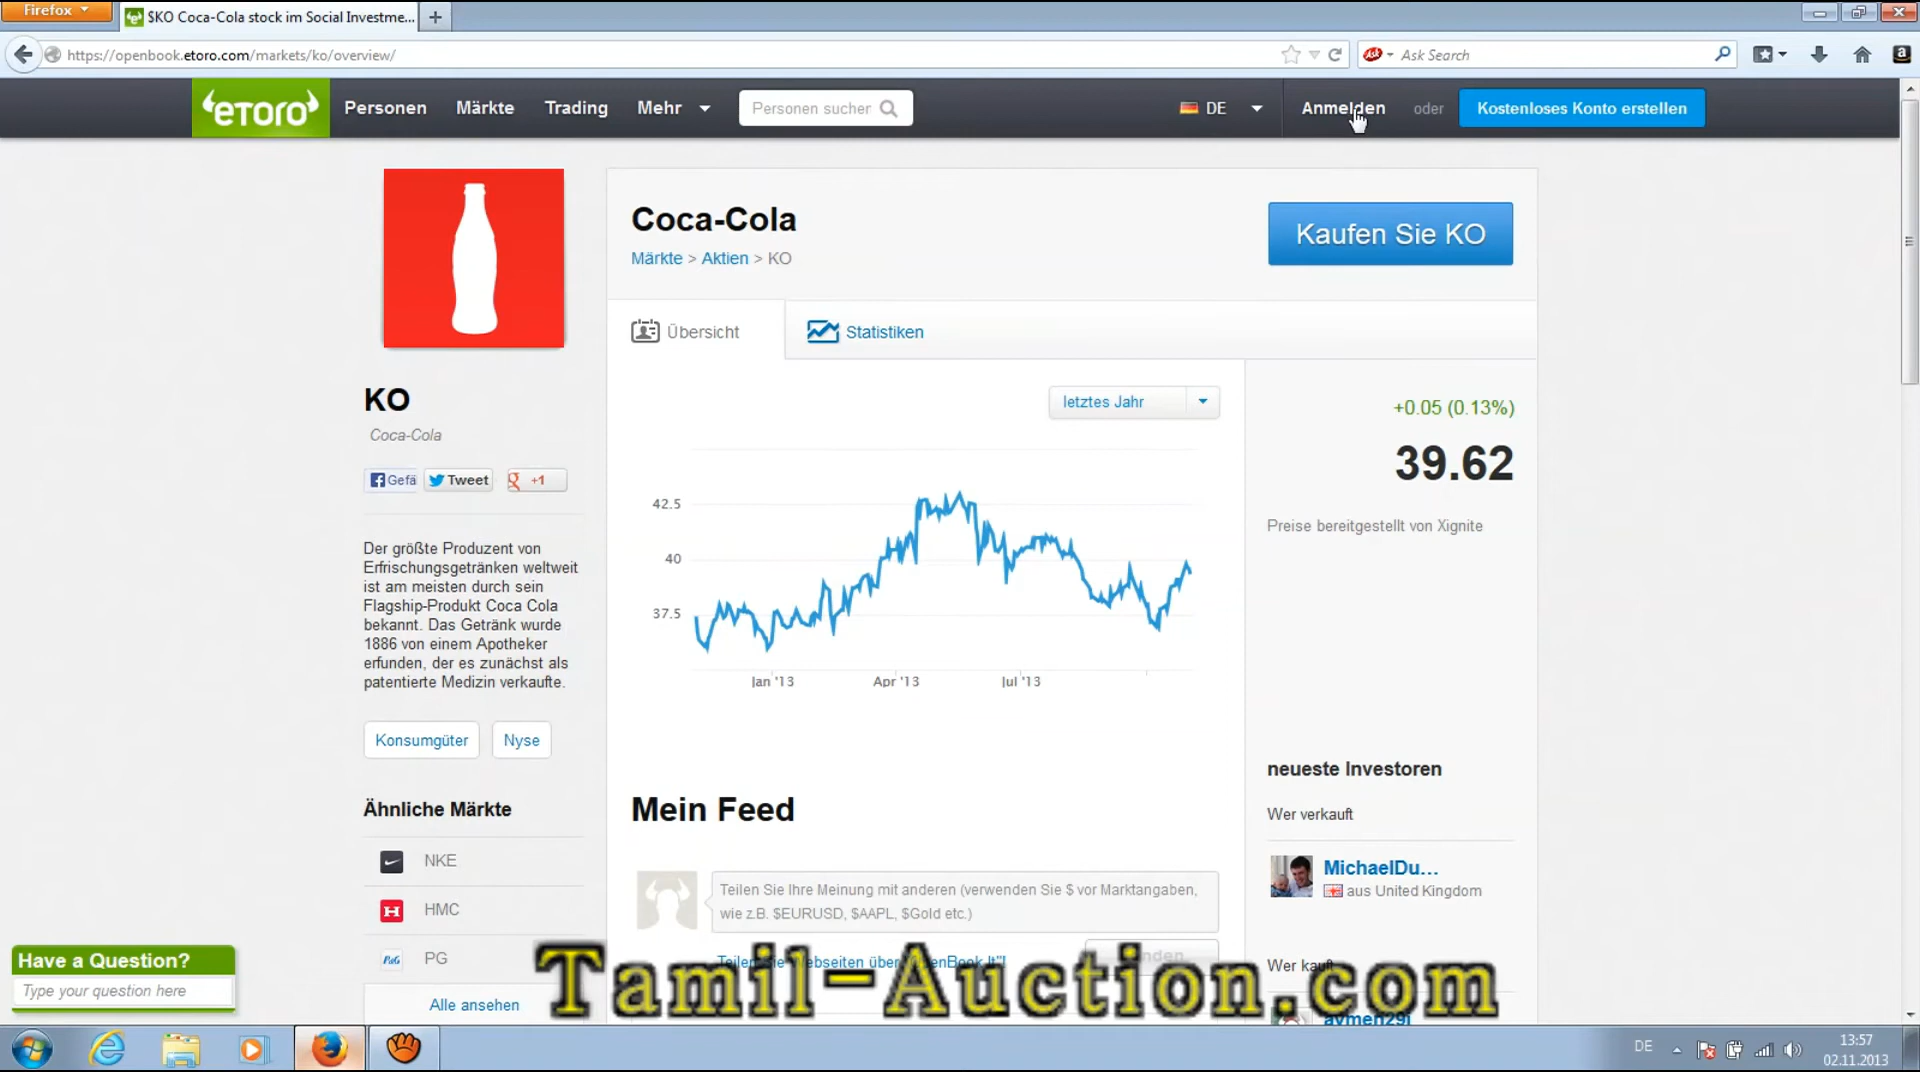 Firefox
$KO Coca-Cola stock im Social Investme...
https://openbook.etoro.com/markets/ko/overview/
Ask
Ask Search
a
eToro
Personen
Märkte
Trading
Mehr
Personen sucher
DE
Anmelden
oder
Kostenloses Konto erstellen
Coca-Cola
Märkte > Aktien > KO
Kaufen Sie KO
Übersicht
Statistiken
KO
Coca-Cola
Gefä
Tweet
g +1
Der größte Produzent von
Erfrischungsgetränken weltweit
ist am meisten durch sein
Flagship-Produkt Coca Cola
bekannt. Das Getränk wurde
1886 von einem Apotheker
erfunden, der es zunächst als
patentierte Medizin verkaufte.
Konsumgüter
Nyse
Ähnliche Märkte
NKE
HMC
P&G
PG
Alle ansehen
letztes Jahr
42.5
40
37.5
Jan '13
Apr '13
Jul '13
+0.05 (0.13%)
39.62
Preise bereitgestellt von Xignite
Mein Feed
Teilen Sie Ihre Meinung mit anderen (verwenden Sie $ vor Marktangaben,
wie z.B. $EURUSD, $AAPL, $Gold etc.)
neueste Investoren
Wer verkauft
MichaelDu...
aus United Kingdom
Wer kauft
aymen29i
Have a Question?
Type your question here
Tamil-Auction.com
DE
13:57
02.11.2013